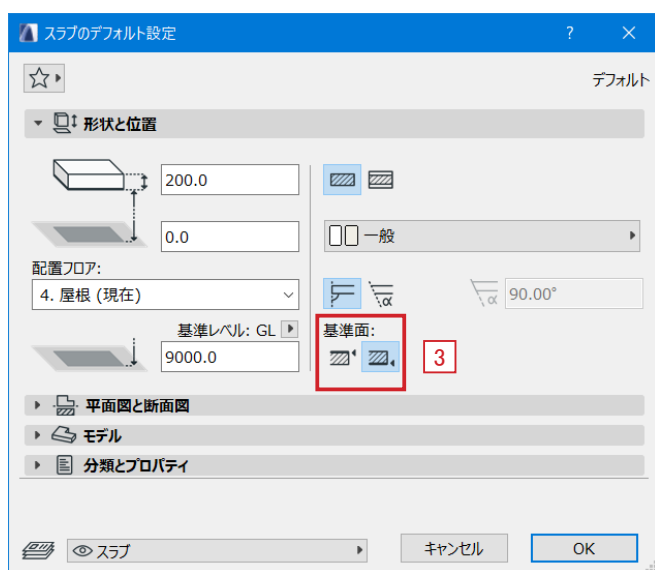 スラブのデフォルト設定
デフォルト
形状と位置
200.0
0.0
一般
配置フロア:
4. 屋根 (現在)
α
α 90.00°
基準レベル: GL
基準面:
9000.0
3
平面図と断面図
モデル
分類とプロパティ
スラブ
キャンセル
OK